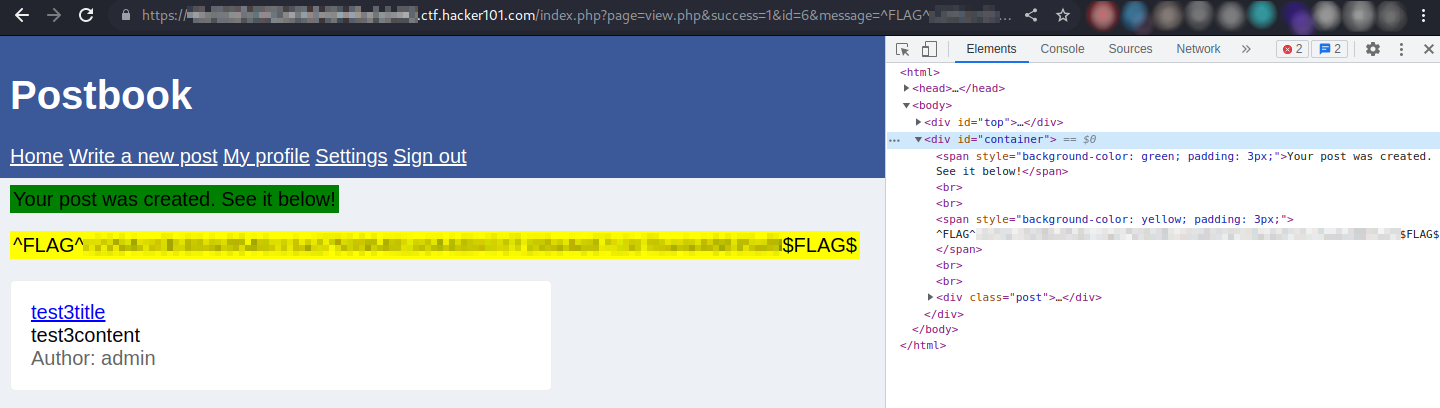 https://.ctf.hacker101.com/index.php?page=view.php&success=1&id=6&message=^FLAG^…
Postbook
Home Write a new post My profile Settings Sign out
Your post was created. See it below!
^FLAG^$FLAG$
test3title
test3content
Author: admin
Elements Console Sources Network » 2 2
<html>
<head>…</head>
<body>
<div id="top">…</div>
… <div id="container"> == $0
<span style="background-color: green; padding: 3px;">Your post was created.
See it below!</span>
<br>
<br>
<span style="background-color: yellow; padding: 3px;">
^FLAG^$FLAG$
</span>
<br>
<br>
<div class="post">…</div>
</div>
</body>
</html>